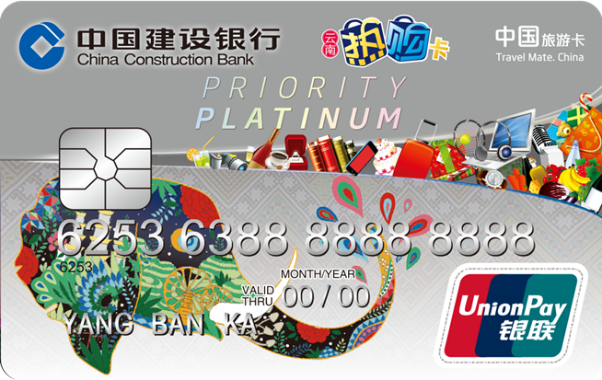 中国建设银行
China Construction Bank
云南 热购卡
中国旅游卡
Travel Mate. China
PRIORITY
PLATINUM
6253 6388 8888 8888
6253
MONTH/YEAR
VALID THRU 00/00
YANG BAN KA
UnionPay
银联